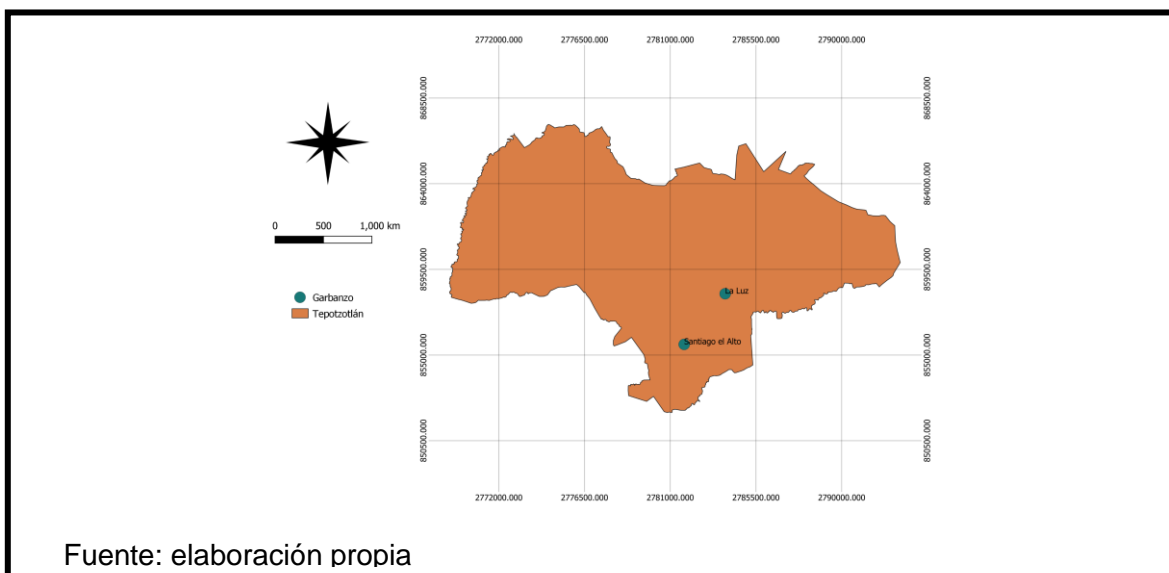 2772000.000 2776500.000 2781000.000 2785500.000 2790000.000
868500.000 868500.000
864000.000 864000.000
0 500 1,000 km
859500.000 859500.000
La Luz
Garbanzo
Tepotzotlán
Santiago el Alto
855000.000 855000.000
850500.000 850500.000
2772000.000 2776500.000 2781000.000 2785500.000 2790000.000
Fuente: elaboración propia